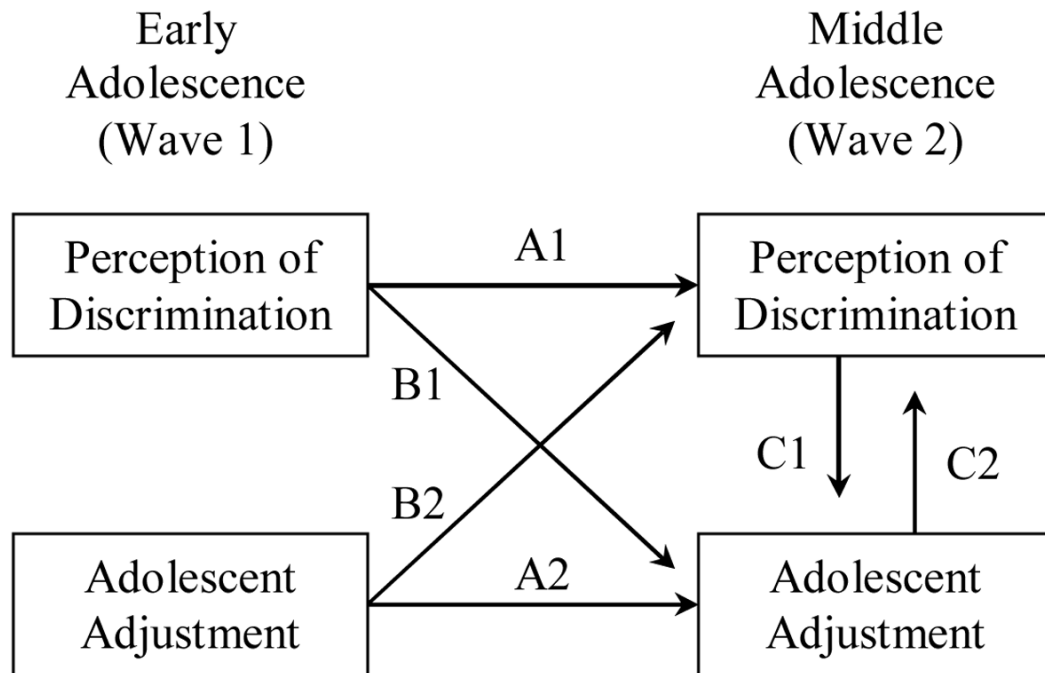 Early
Adolescence
(Wave 1)
Middle
Adolescence
(Wave 2)
Perception of
Discrimination
A1
Perception of
Discrimination
B1
B2
C1
C2
Adolescent
Adjustment
A2
Adolescent
Adjustment